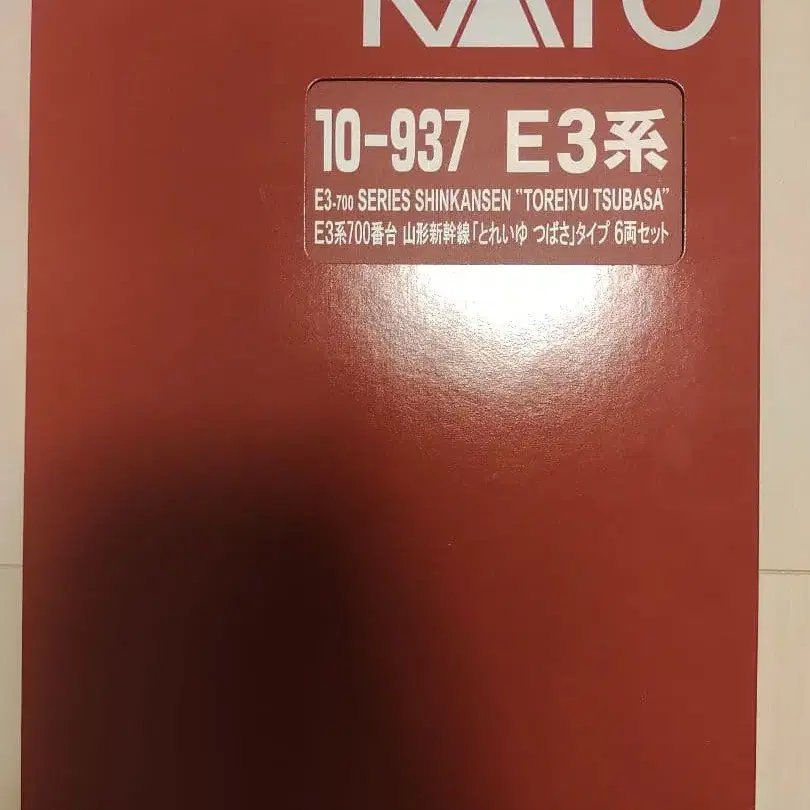 KATO
10-937 E3系
E3-700 SERIES SHINKANSEN "TOREIYU TSUBASA"
E3系700番台 山形新幹線「とれいゆ つばさ」タイプ 6両セット